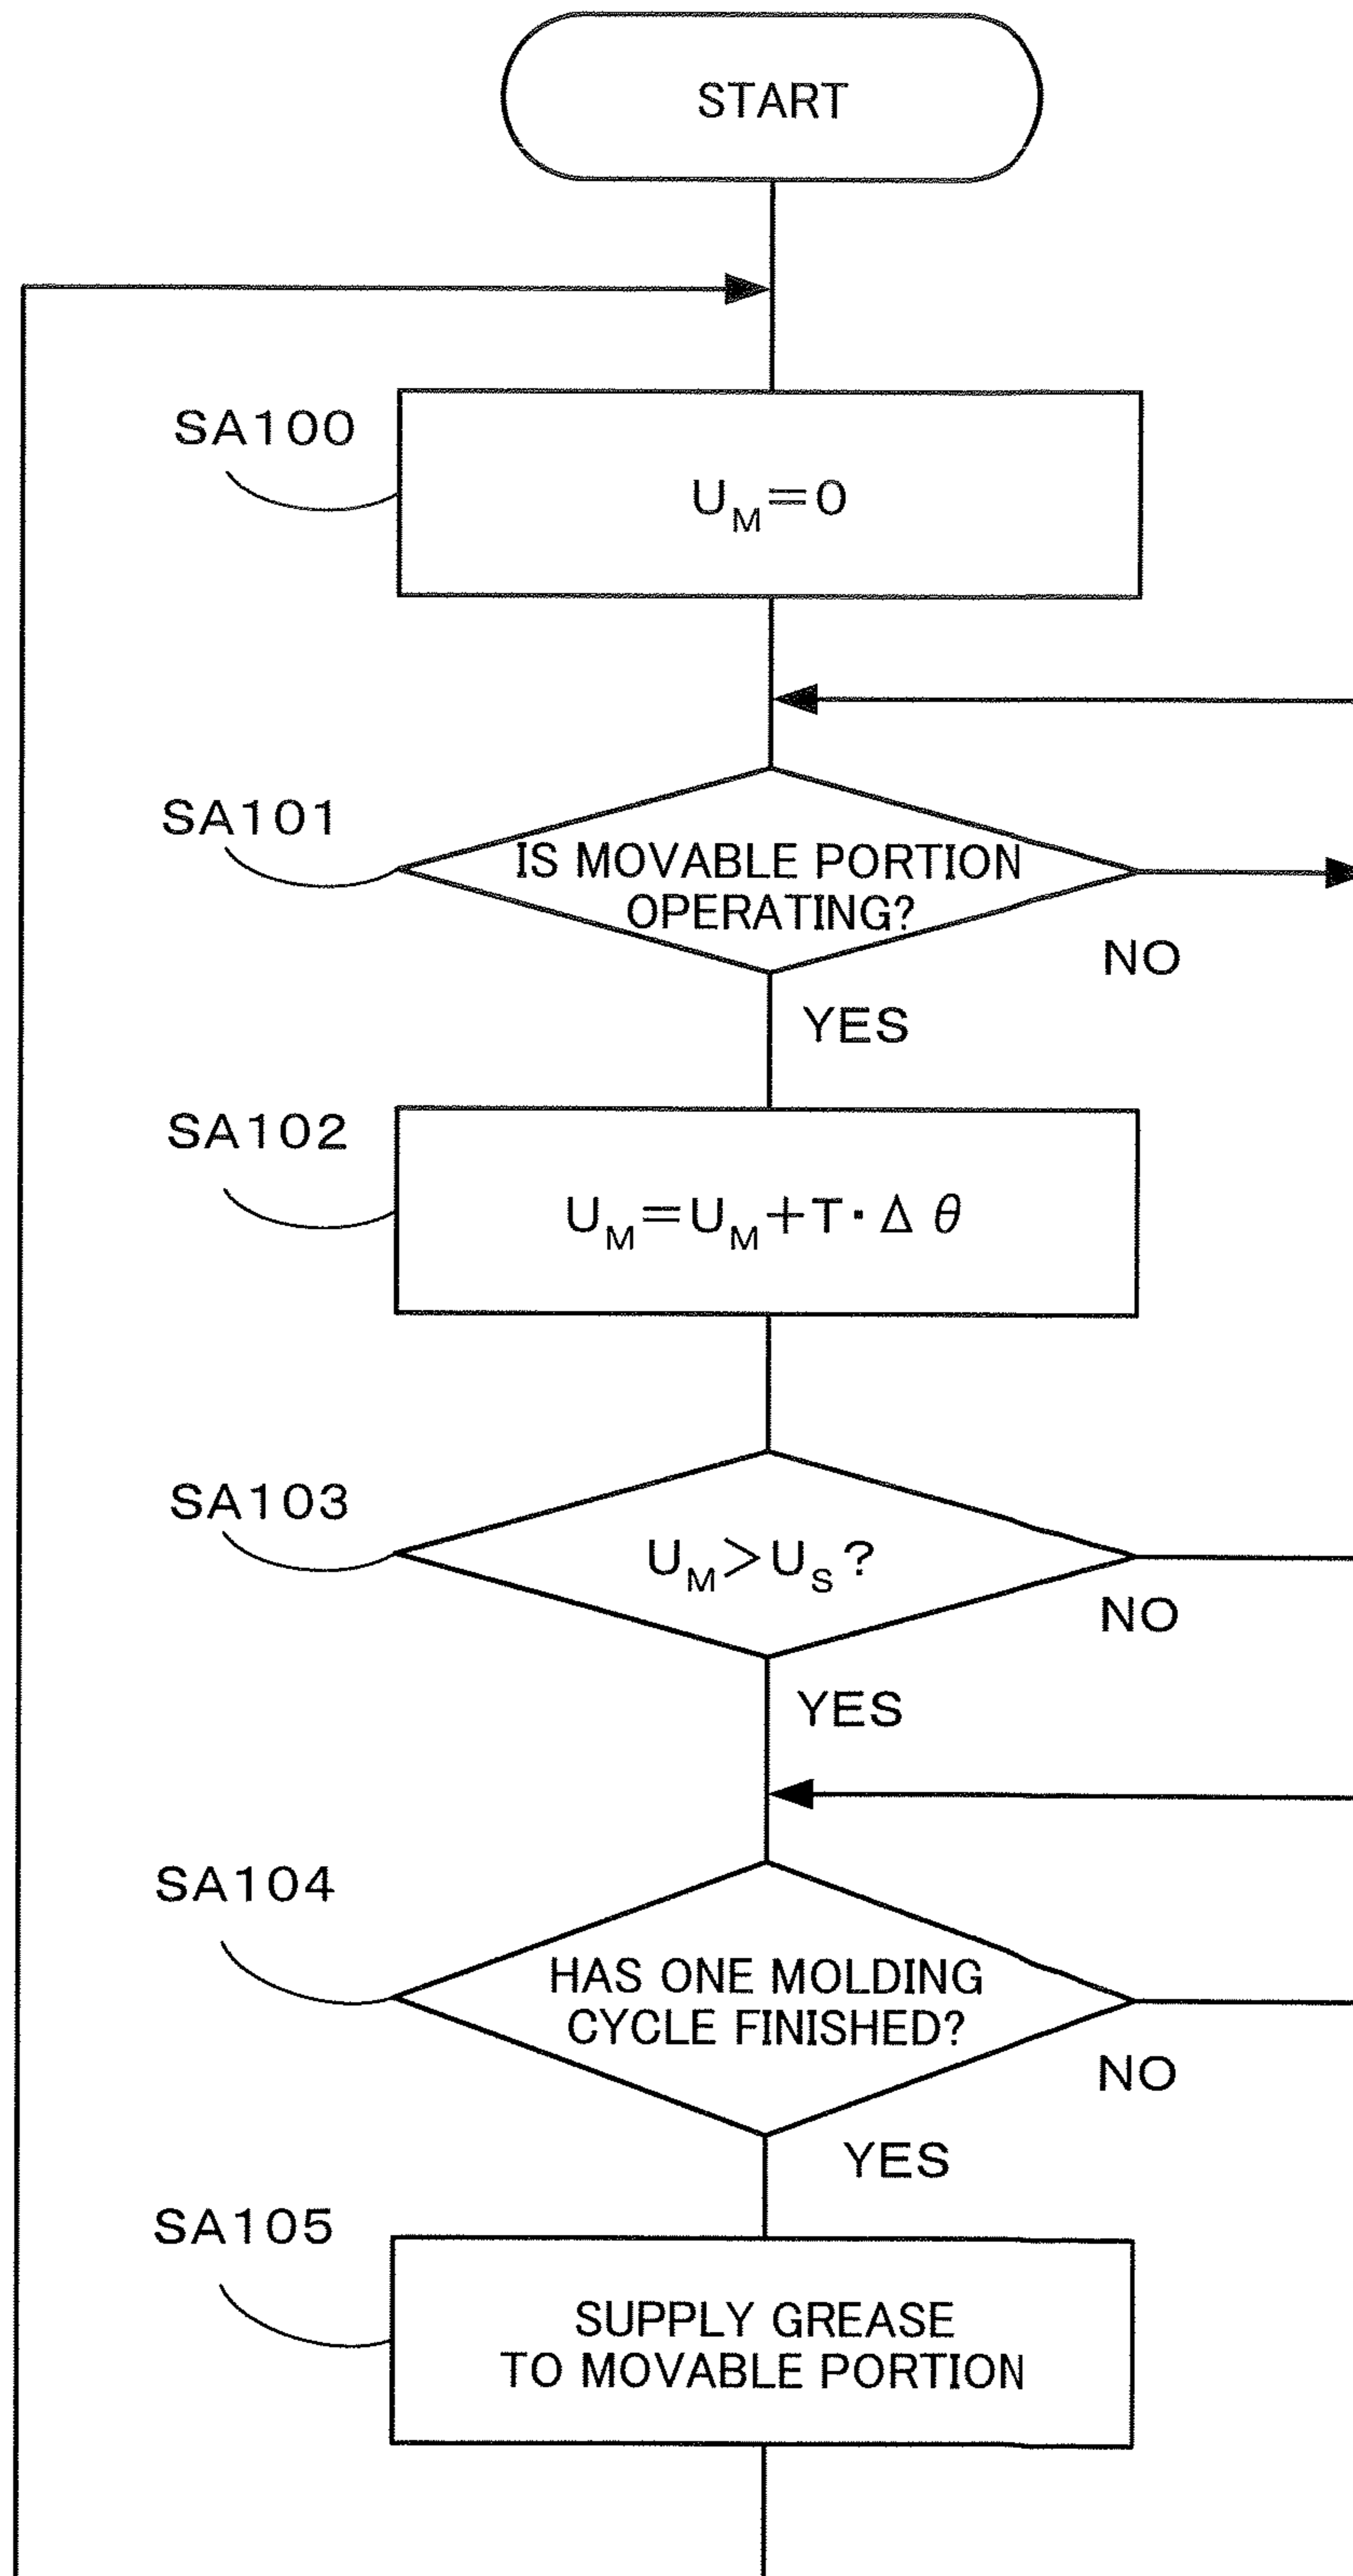 START
SA100
U_M=0
SA101
IS MOVABLE PORTION
OPERATING?
NO
YES
SA102
U_M=U_M+T·Δθ
SA103
U_M>U_S?
NO
YES
SA104
HAS ONE MOLDING
CYCLE FINISHED?
NO
YES
SA105
SUPPLY GREASE
TO MOVABLE PORTION